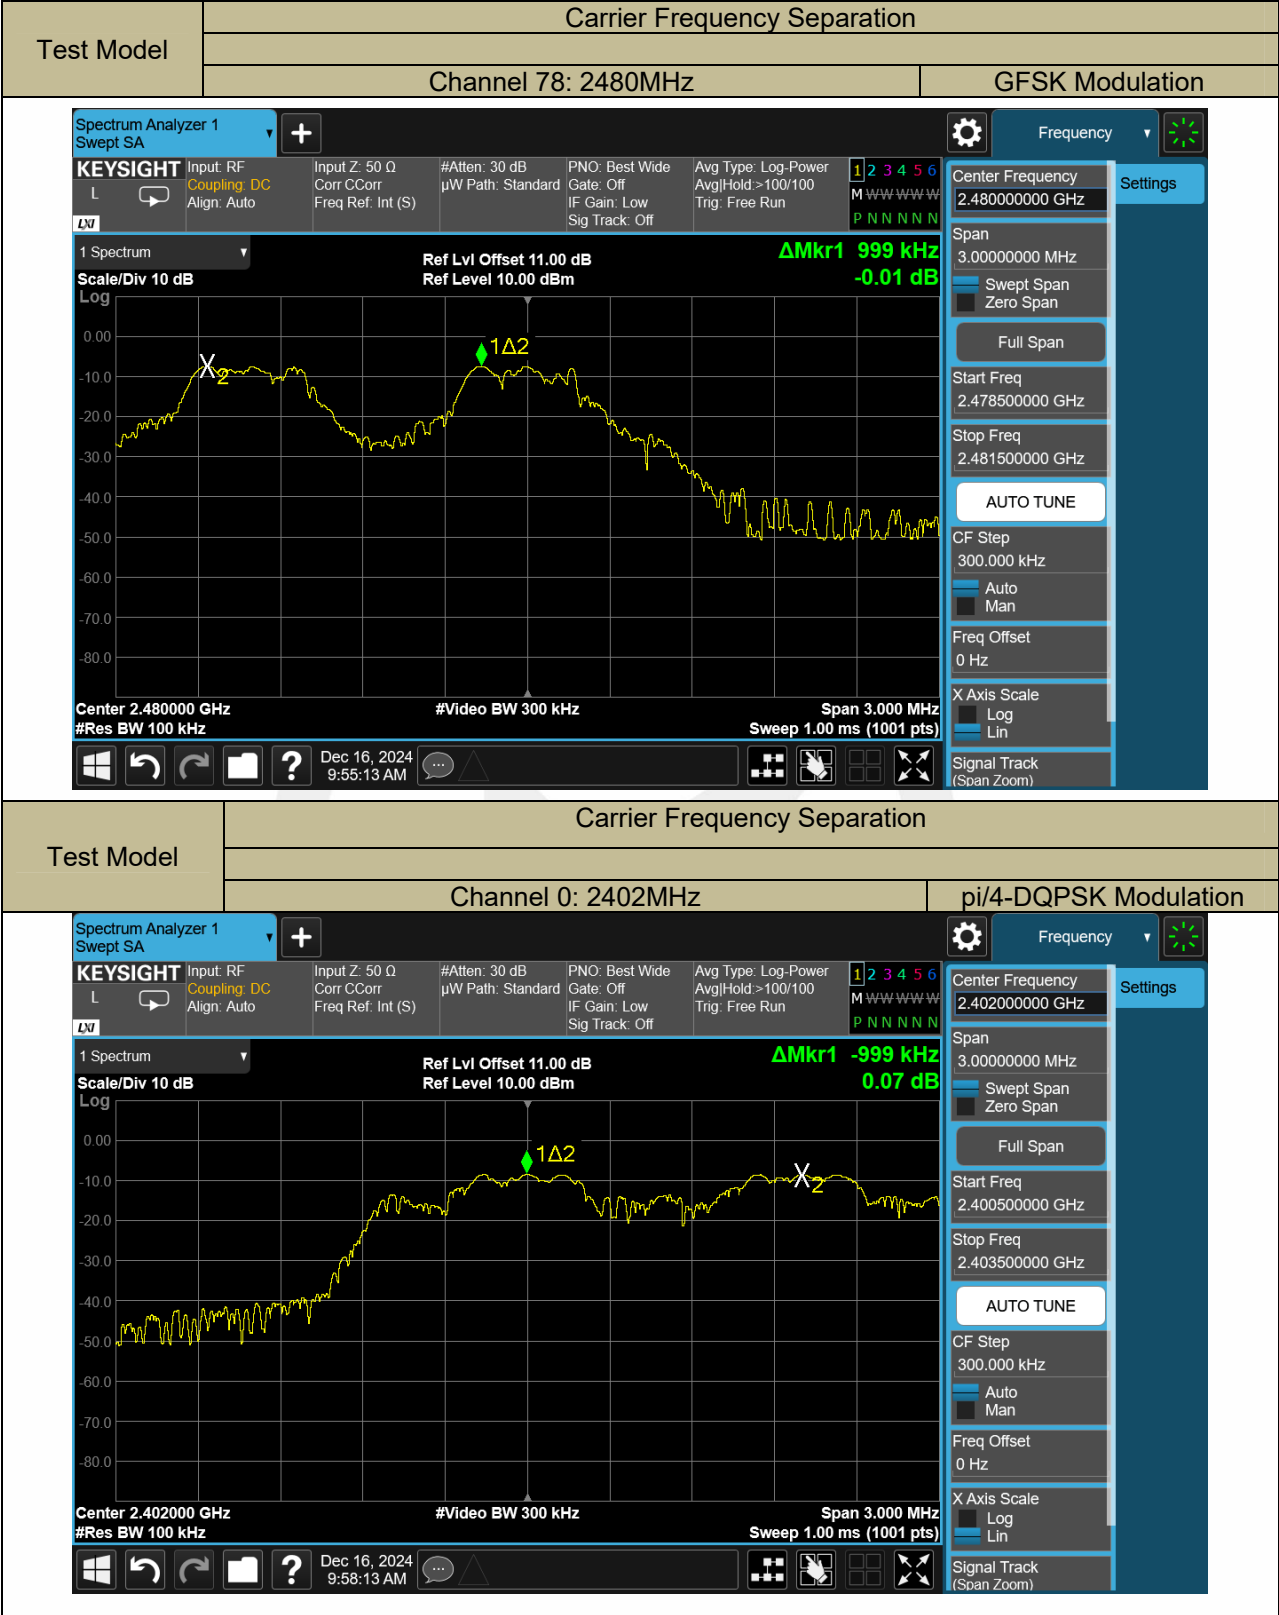 Test Model
Carrier Frequency Separation
Channel 78: 2480MHz
GFSK Modulation
Spectrum Analyzer 1
Swept SA
Frequency
KEYSIGHT
L
LXI
Input: RF
Coupling: DC
Align: Auto
Input Z: 50 Ω
Corr CCorr
Freq Ref: Int (S)
#Atten: 30 dB
µW Path: Standard
PNO: Best Wide
Gate: Off
IF Gain: Low
Sig Track: Off
Avg Type: Log-Power
Avg|Hold:>100/100
Trig: Free Run
1 2 3 4 5 6
M W W W W W
P N N N N N
1 Spectrum
Scale/Div 10 dB
Log
Ref Lvl Offset 11.00 dB
Ref Level 10.00 dBm
ΔMkr1 999 kHz
-0.01 dB
0.00
-10.0
-20.0
-30.0
-40.0
-50.0
-60.0
-70.0
-80.0
X2
1Δ2
Center 2.480000 GHz
#Res BW 100 kHz
#Video BW 300 kHz
Span 3.000 MHz
Sweep 1.00 ms (1001 pts)
Dec 16, 2024
9:55:13 AM
Center Frequency
2.480000000 GHz
Settings
Span
3.00000000 MHz
Swept Span
Zero Span
Full Span
Start Freq
2.478500000 GHz
Stop Freq
2.481500000 GHz
AUTO TUNE
CF Step
300.000 kHz
Auto
Man
Freq Offset
0 Hz
X Axis Scale
Log
Lin
Signal Track
(Span Zoom)
Test Model
Carrier Frequency Separation
Channel 0: 2402MHz
pi/4-DQPSK Modulation
Spectrum Analyzer 1
Swept SA
Frequency
KEYSIGHT
L
LXI
Input: RF
Coupling: DC
Align: Auto
Input Z: 50 Ω
Corr CCorr
Freq Ref: Int (S)
#Atten: 30 dB
µW Path: Standard
PNO: Best Wide
Gate: Off
IF Gain: Low
Sig Track: Off
Avg Type: Log-Power
Avg|Hold:>100/100
Trig: Free Run
1 2 3 4 5 6
M W W W W W
P N N N N N
1 Spectrum
Scale/Div 10 dB
Log
Ref Lvl Offset 11.00 dB
Ref Level 10.00 dBm
ΔMkr1 -999 kHz
0.07 dB
0.00
-10.0
-20.0
-30.0
-40.0
-50.0
-60.0
-70.0
-80.0
1Δ2
X2
Center 2.402000 GHz
#Res BW 100 kHz
#Video BW 300 kHz
Span 3.000 MHz
Sweep 1.00 ms (1001 pts)
Dec 16, 2024
9:58:13 AM
Center Frequency
2.402000000 GHz
Settings
Span
3.00000000 MHz
Swept Span
Zero Span
Full Span
Start Freq
2.400500000 GHz
Stop Freq
2.403500000 GHz
AUTO TUNE
CF Step
300.000 kHz
Auto
Man
Freq Offset
0 Hz
X Axis Scale
Log
Lin
Signal Track
(Span Zoom)